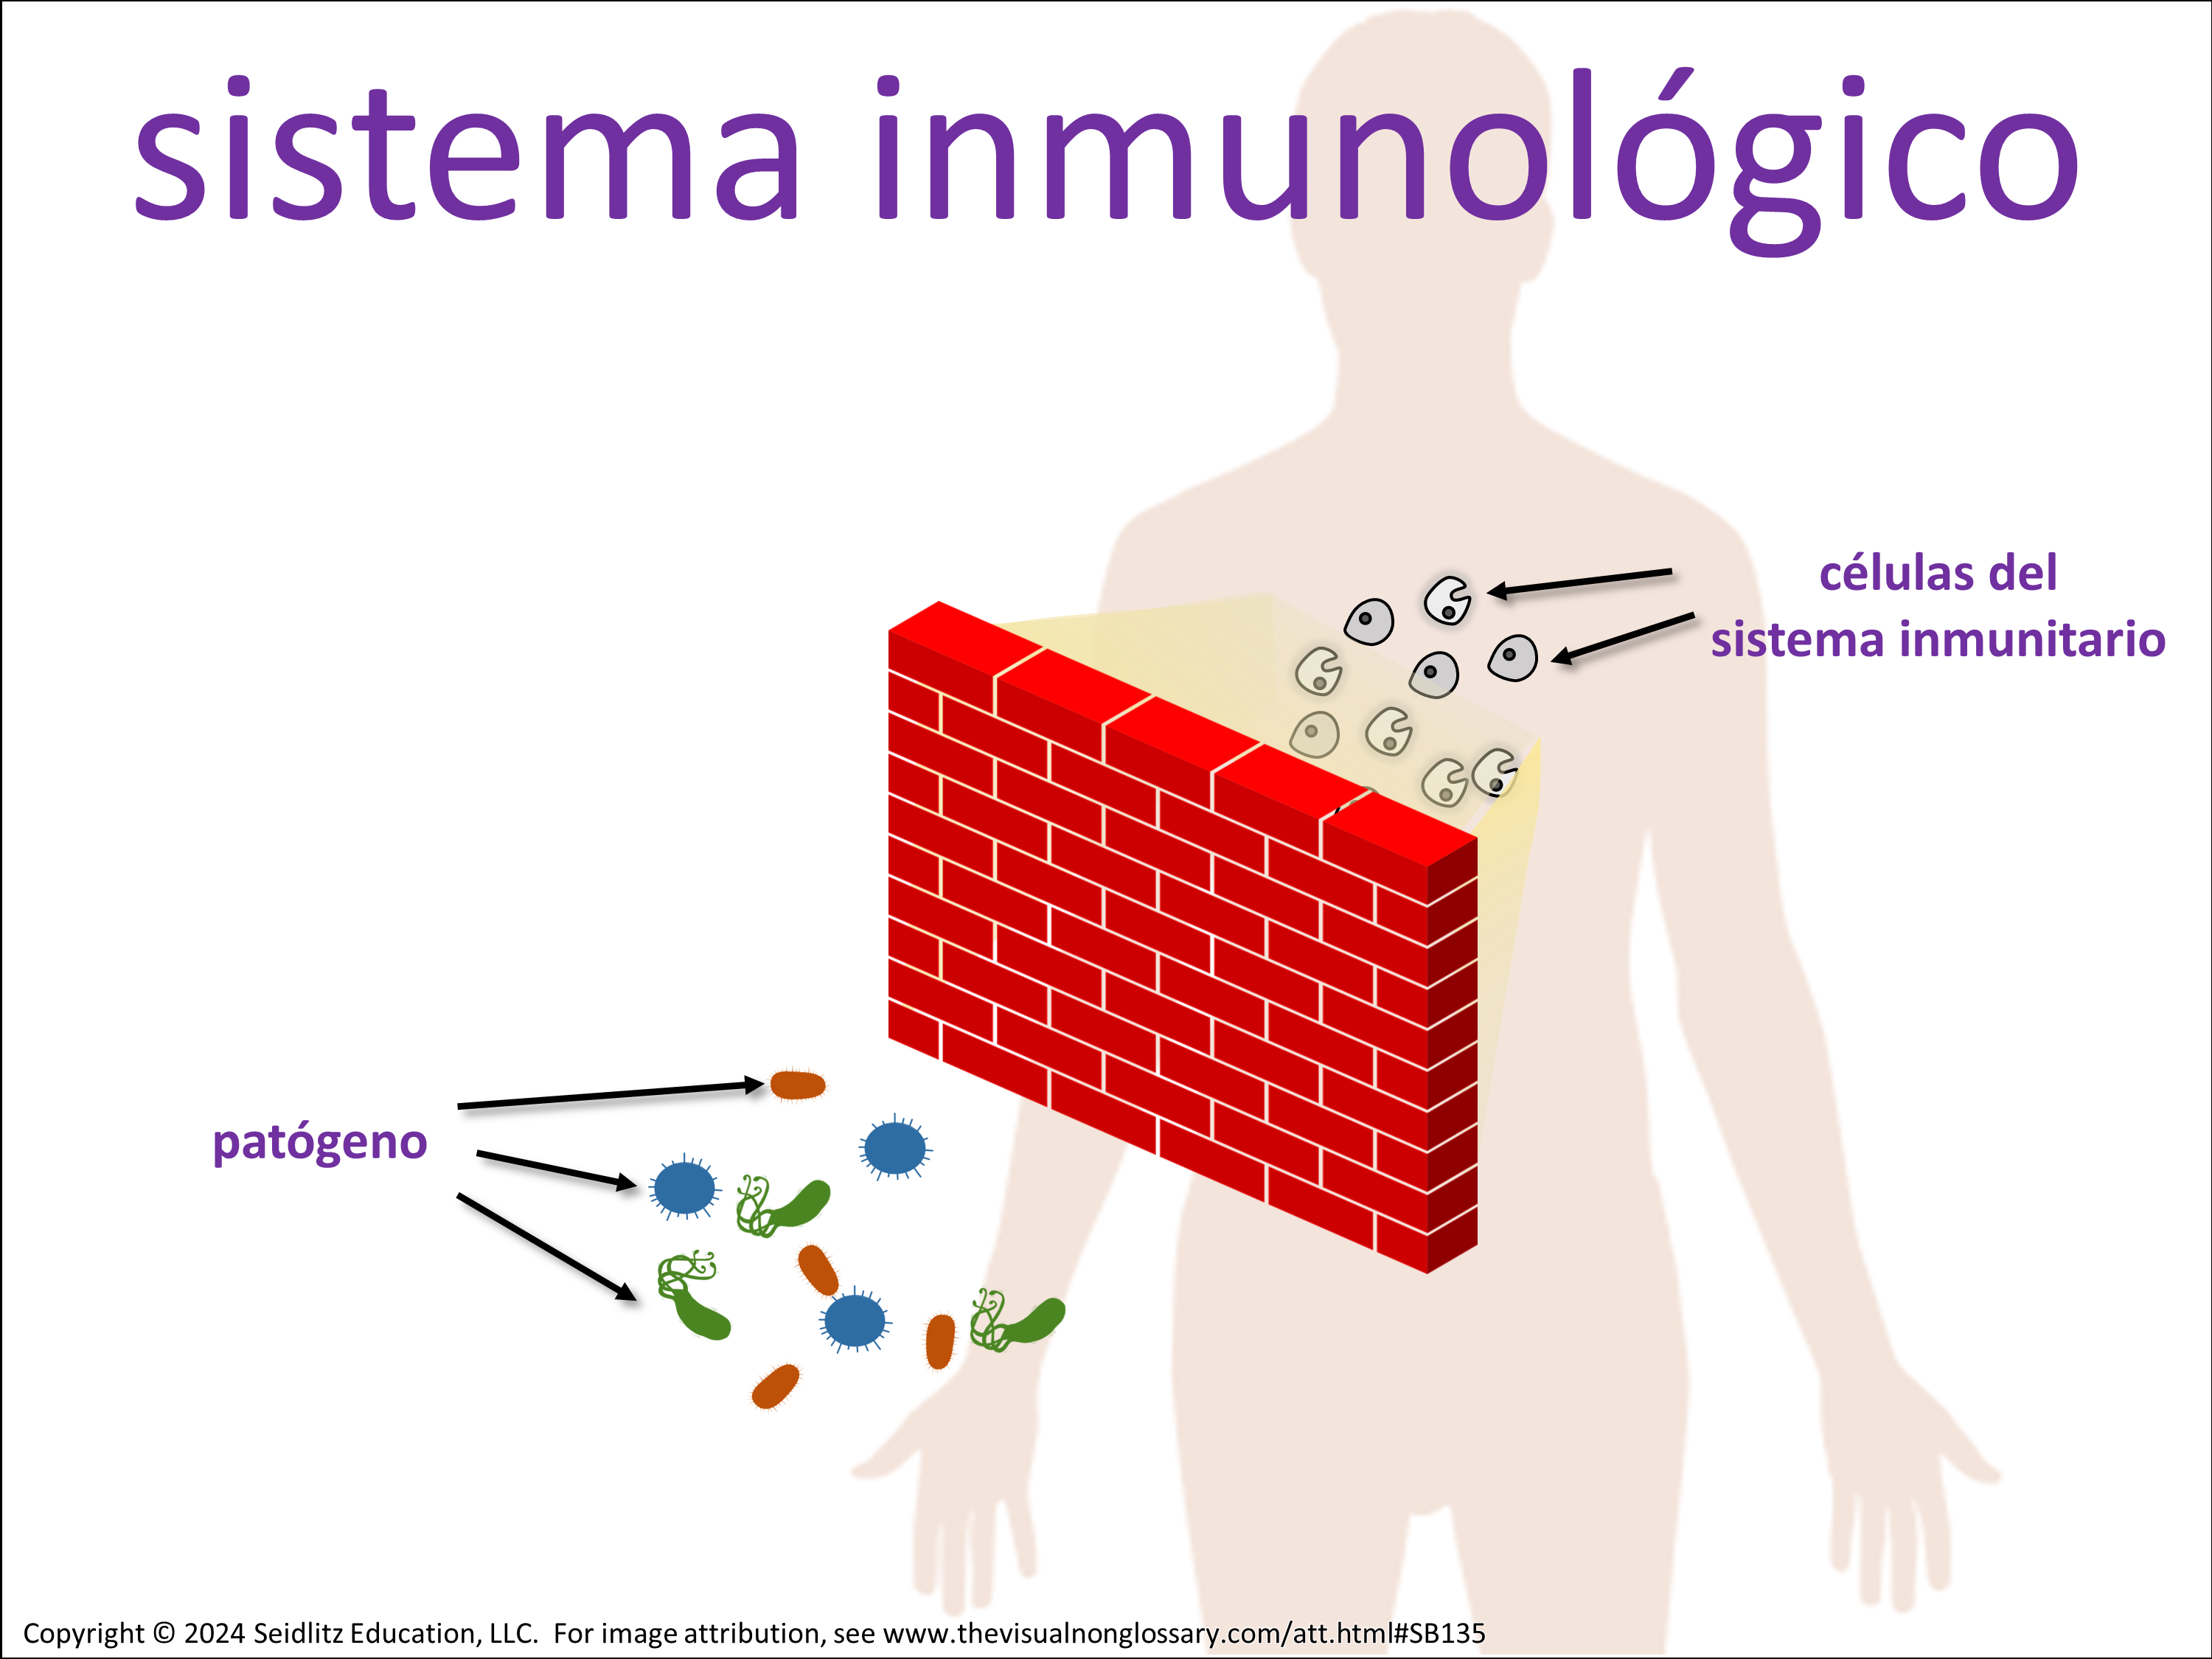 sistema inmunológico
células del
sistema inmunitario
patógeno
Copyright © 2024 Seidlitz Education, LLC.  For image attribution, see www.thevisualnonglossary.com/att.html#SB135